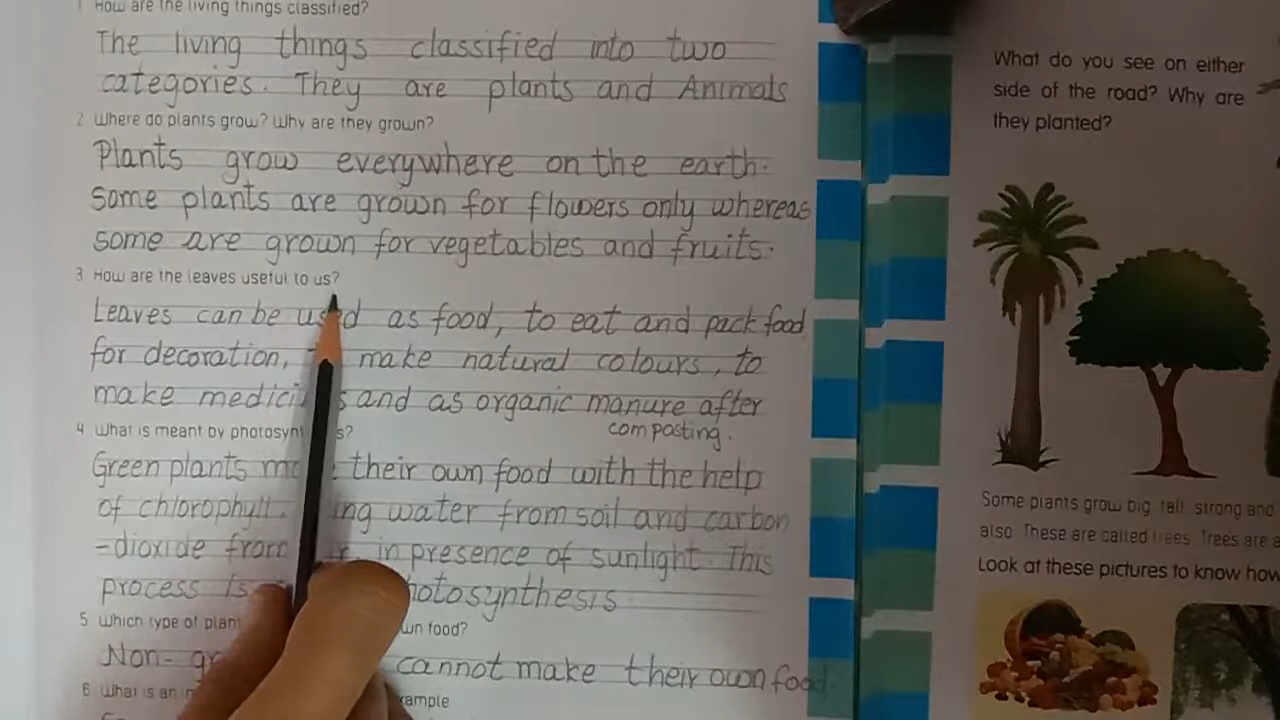 1 How are the living things classified?
The living things classified into two
categories. They are plants and Animals
2 Where do plants grow? Why are they grown?
Plants grow everywhere on the earth.
some plants are grown for flowers only whereas
some are grown for vegetables and fruits.
3 How are the leaves useful to us?
Leaves can be used as food, to eat and pack food
for decoration, make natural colours, to
make and as organic manure after
composting.
4 What is meant by
Green plants their own food with the help
of chlorophyll. water from soil and carbon
-dioxide from in presence of sunlight. This
process is photosynthesis
5 Which type of plant own food?
Non- cannot make their own food.
6 What is an
What do you see on either
side of the road? Why are
they planted?
Some plants grow big, tall, strong and
also. These are called trees. Trees are
Look at these pictures to know how